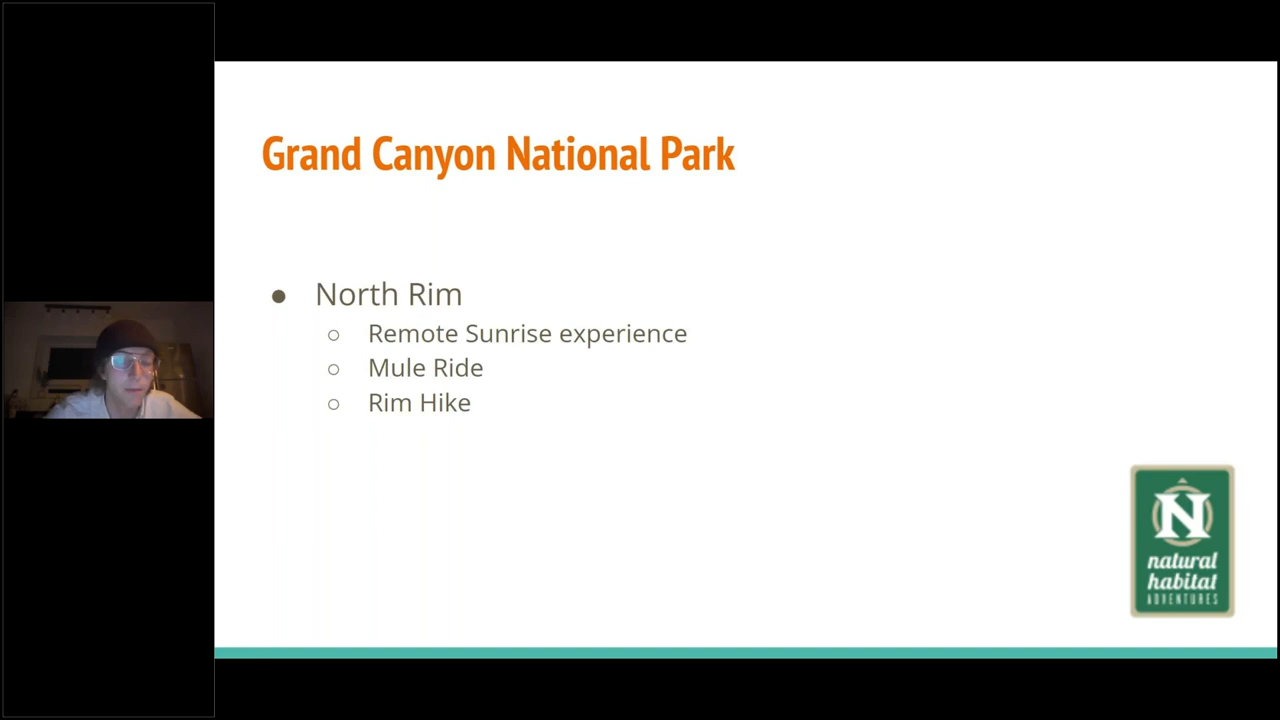 Grand Canyon National Park
● North Rim
○ Remote Sunrise experience
○ Mule Ride
○ Rim Hike
N
natural
habitat
ADVENTURES